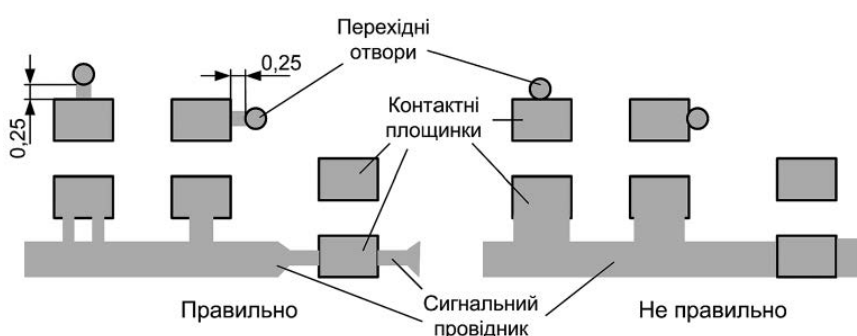 Перехідні
отвори
0,25
0,25
Контактні
площинки
Правильно
Сигнальний
провідник
Не правильно